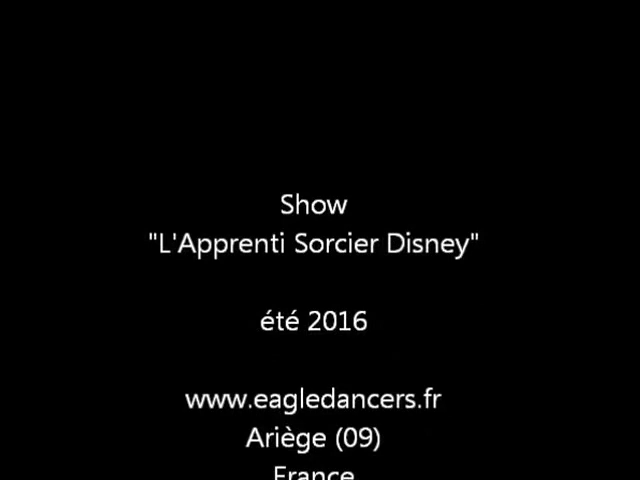 Show
"L'Apprenti Sorcier Disney"
été 2016
www.eagledancers.fr
Ariège (09)
France